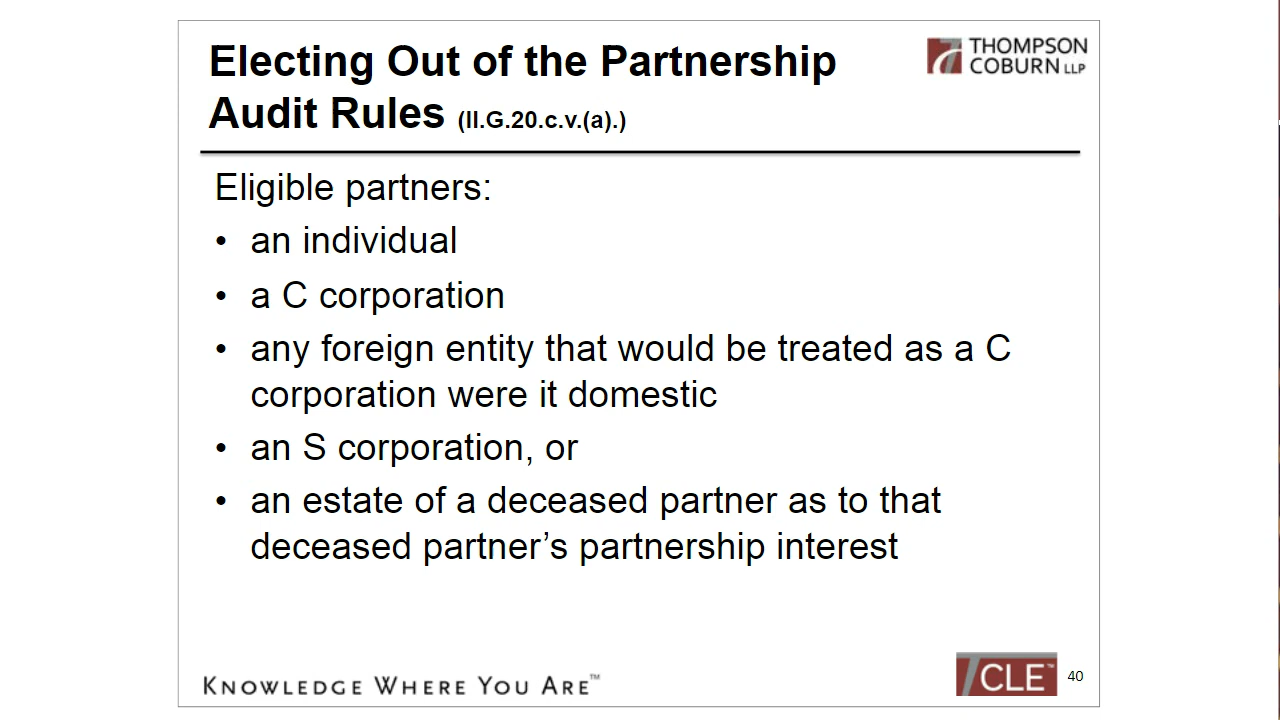 Electing Out of the Partnership
Audit Rules (II.G.20.c.v.(a).)
THOMPSON
COBURN LLP
Eligible partners:
• an individual
• a C corporation
• any foreign entity that would be treated as a C
corporation were it domestic
• an S corporation, or
• an estate of a deceased partner as to that
deceased partner’s partnership interest
KNOWLEDGE WHERE YOU ARE™
CLE™
40